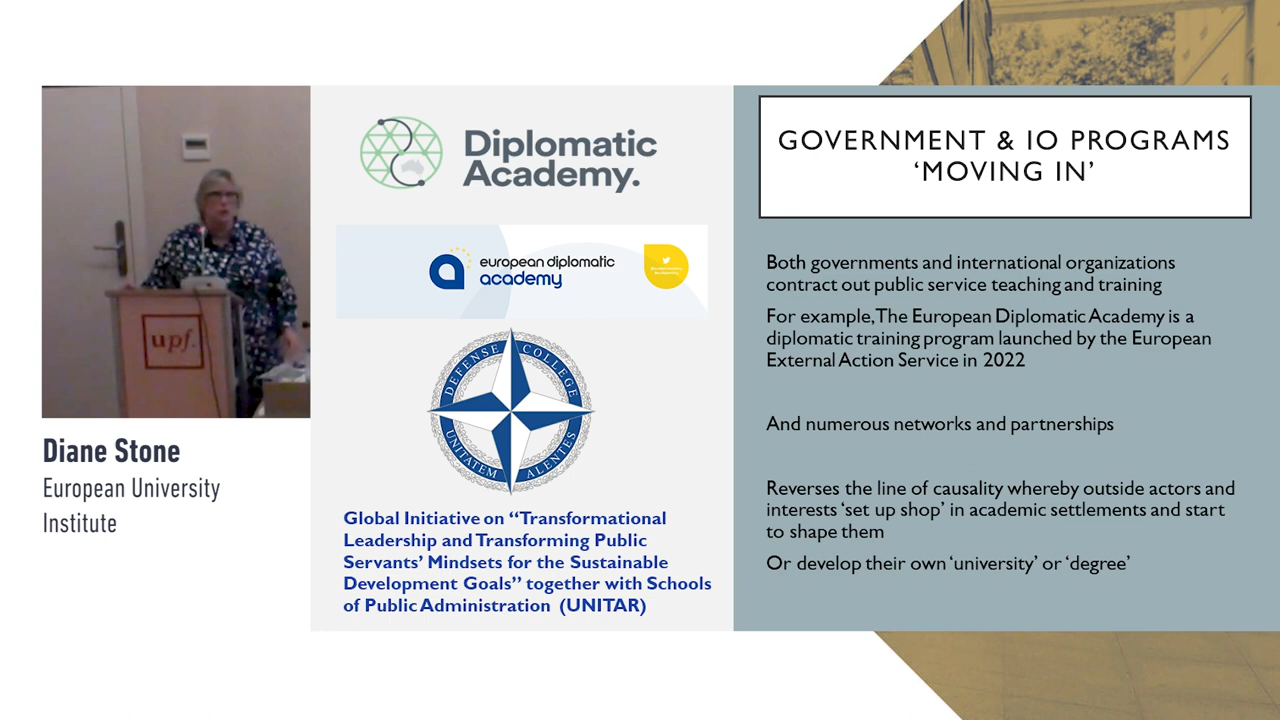 upf.
Diane Stone
European University
Institute
Diplomatic
Academy.
european diplomatic
academy
DEFENSE COLLEGE
UNITATEM ALENTES
Global Initiative on “Transformational
Leadership and Transforming Public
Servants’ Mindsets for the Sustainable
Development Goals” together with Schools
of Public Administration (UNITAR)
GOVERNMENT & IO PROGRAMS
‘MOVING IN’
Both governments and international organizations
contract out public service teaching and training
For example, The European Diplomatic Academy is a
diplomatic training program launched by the European
External Action Service in 2022
And numerous networks and partnerships
Reverses the line of causality whereby outside actors and
interests ‘set up shop’ in academic settlements and start
to shape them
Or develop their own ‘university’ or ‘degree’